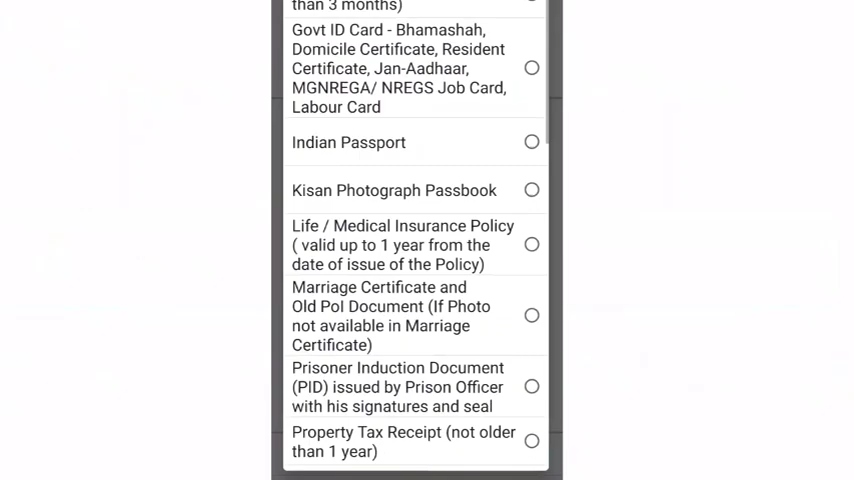 than 3 months)
Govt ID Card - Bhamashah,
Domicile Certificate, Resident
Certificate, Jan-Aadhaar,
MGNREGA/ NREGS Job Card,
Labour Card
Indian Passport
Kisan Photograph Passbook
Life / Medical Insurance Policy
( valid up to 1 year from the
date of issue of the Policy)
Marriage Certificate and
Old PoI Document (If Photo
not available in Marriage
Certificate)
Prisoner Induction Document
(PID) issued by Prison Officer
with his signatures and seal
Property Tax Receipt (not older
than 1 year)